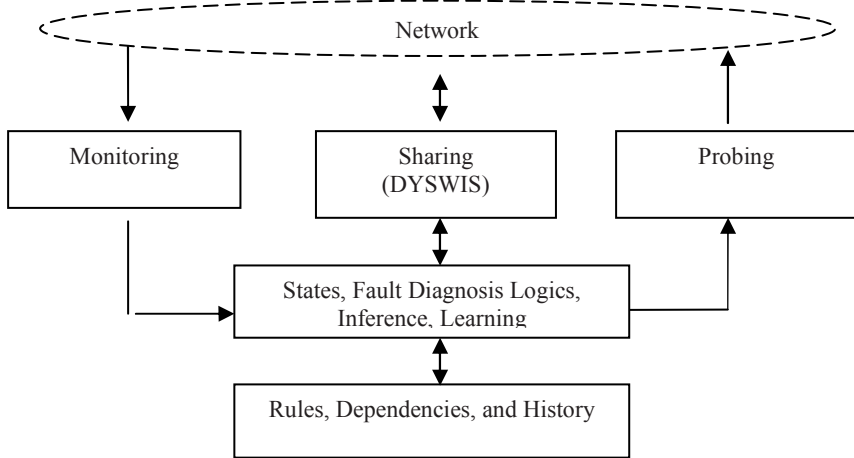 Network
Monitoring
Sharing
(DYSWIS)
Probing
States, Fault Diagnosis Logics,
Inference, Learning
Rules, Dependencies, and History